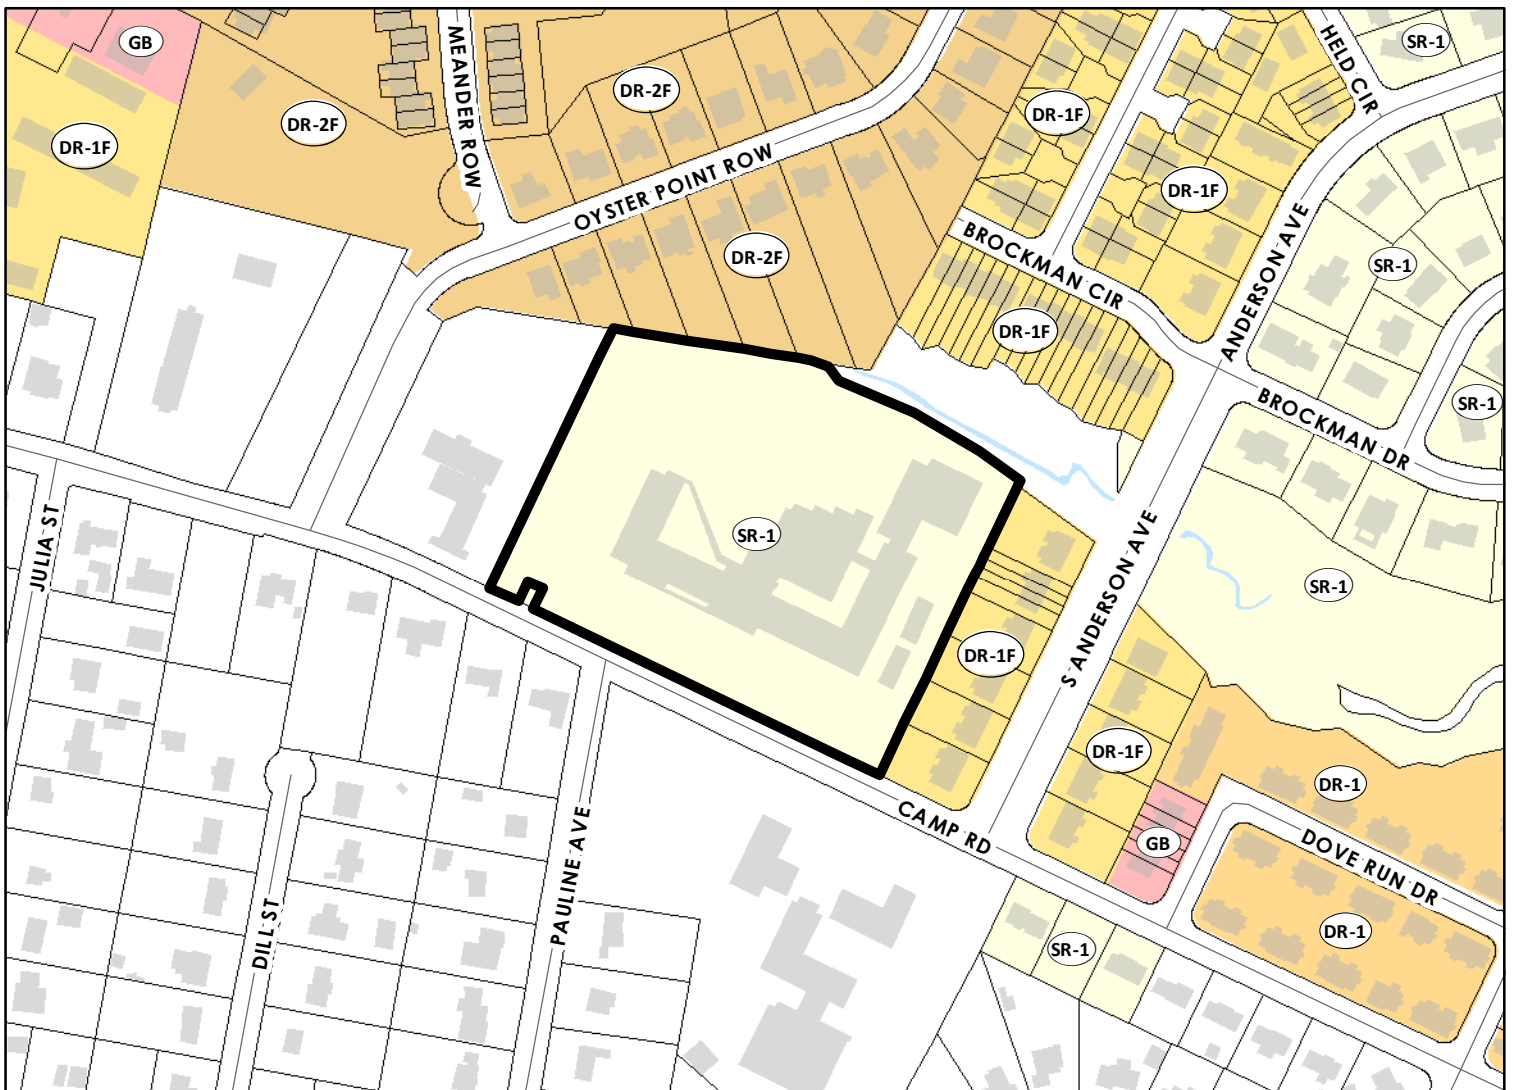 GB
MEANDER ROW
HELD CIR
SR-1
DR-2F
DR-2F
DR-1F
DR-1F
DR-1F
OYSTER POINT ROW
DR-2F
BROCKMAN CIR
ANDERSON AVE
SR-1
DR-1F
BROCKMAN DR
SR-1
JULIA ST
SR-1
S ANDERSON AVE
SR-1
DR-1F
DR-1F
DR-1
CAMP RD
GB
DOVE RUN DR
PAULINE AVE
DILL ST
SR-1
DR-1